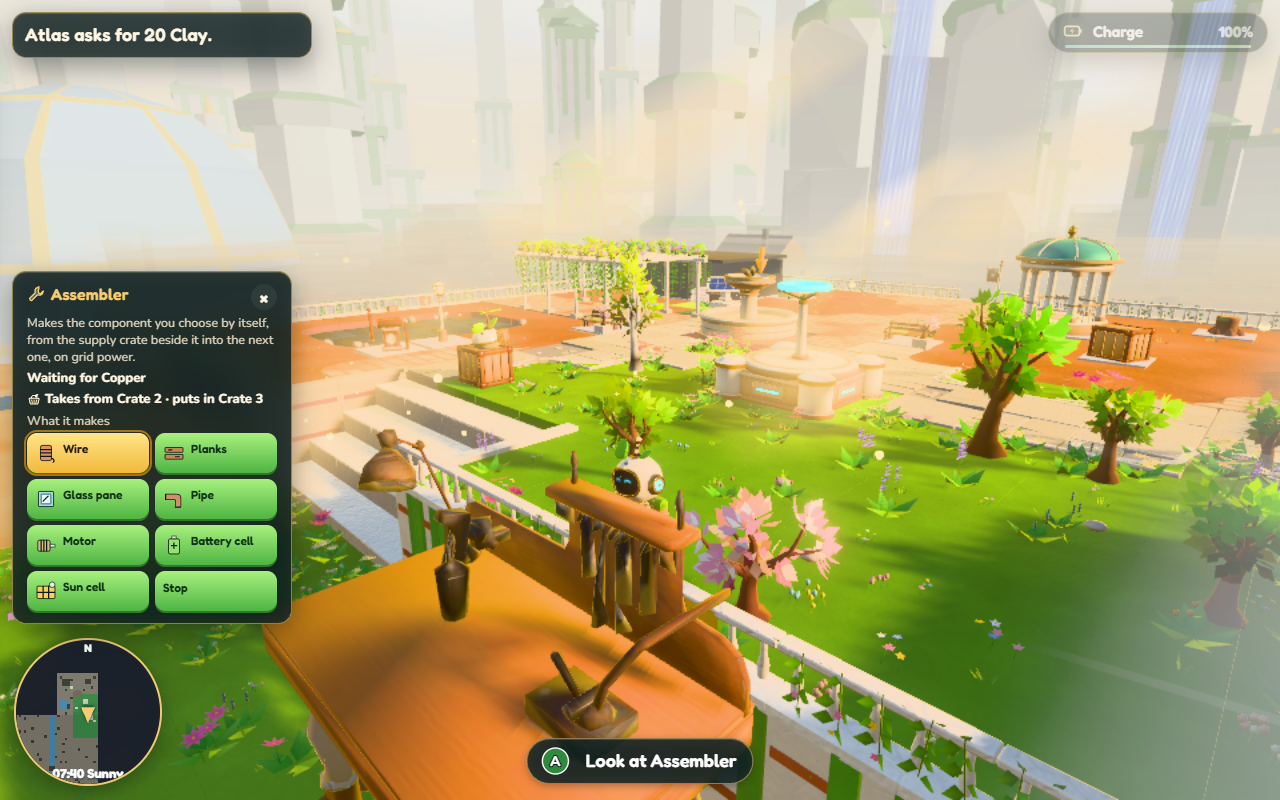 Atlas asks for 20 Clay.
Charge 100%
Assembler
Makes the component you choose by itself,
from the supply crate beside it into the next
one, on grid power.
Waiting for Copper
Takes from Crate 2 · puts in Crate 3
What it makes
Wire Planks
Glass pane Pipe
Motor Battery cell
Sun cell Stop
N
07:40 Sunny
A Look at Assembler